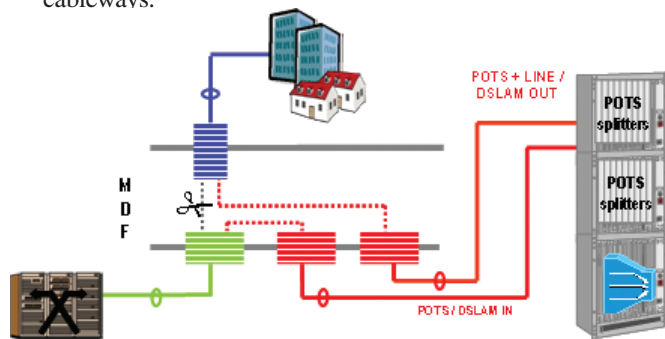 cableways.
POTS + LINE /
DSLAM OUT
POTS
splitters
M
D
F
POTS
splitters
POTS / DSLAM IN